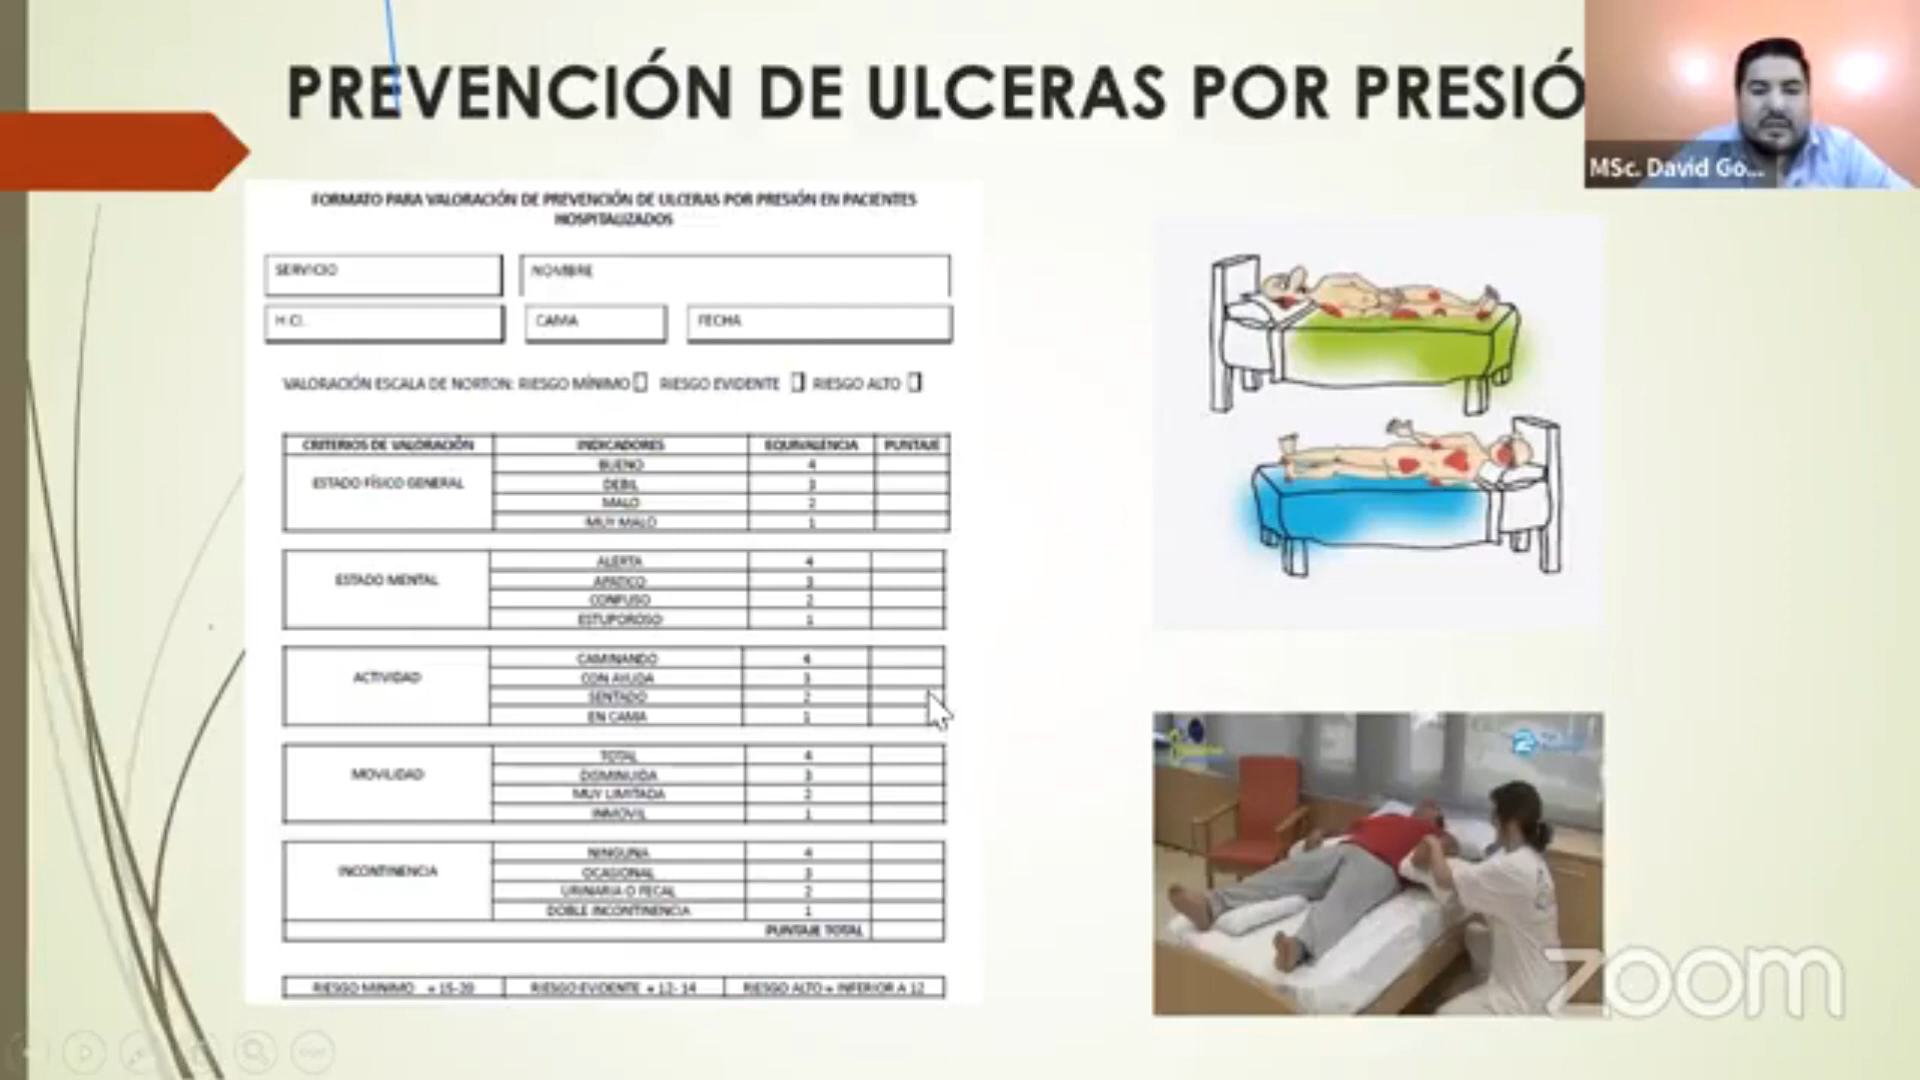 PREVENCIÓN DE ULCERAS POR PRESIÓ
MSc. David Go...
FORMATO PARA VALORACIÓN DE PREVENCIÓN DE ULCERAS POR PRESIÓN EN PACIENTES
HOSPITALIZADOS
SERVICIO
NOMBRE
H.CL.
CAMA
FECHA
VALORACIÓN ESCALA DE NORTON: RIESGO MÍNIMO RIESGO EVIDENTE RIESGO ALTO
CRITERIOS DE VALORACIÓN INDICADORES EQUIVALENCIA PUNTAJE
ESTADO FÍSICO GENERAL
BUENO 4
DEBIL 3
MALO 2
MUY MALO 1
ESTADO MENTAL
ALERTA 4
APATICO 3
CONFUSO 2
ESTUPOROSO 1
ACTIVIDAD
CAMINANDO 4
CON AYUDA 3
SENTADO 2
EN CAMA 1
MOVILIDAD
TOTAL 4
DISMINUIDA 3
MUY LIMITADA 2
INMOVIL 1
INCONTINENCIA
NINGUNA 4
OCASIONAL 3
URINARIA O FECAL 2
DOBLE INCONTINENCIA 1
PUNTAJE TOTAL
RIESGO MINIMO = 15-20 RIESGO EVIDENTE = 12- 14 RIESGO ALTO = INFERIOR A 12
2
zoom